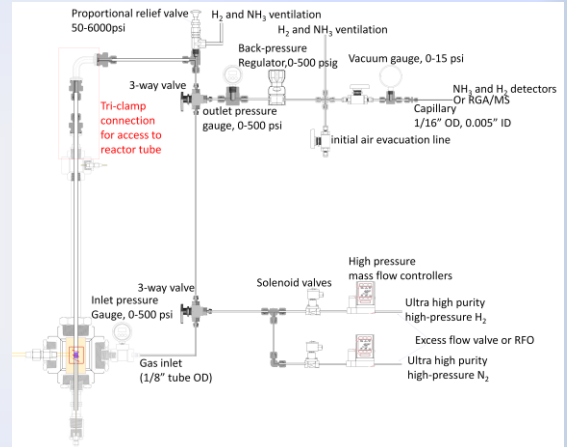 Proportional relief valve
50-6000psi
H₂ and NH₃ ventilation
H₂ and NH₃ ventilation
Back-pressure
Regulator,0-500 psig
Vacuum gauge, 0-15 psi
3-way valve
outlet pressure
gauge, 0-500 psi
NH₃ and H₂ detectors
Or RGA/MS
Capillary
1/16” OD, 0.005” ID
Tri-clamp
connection
for access to
reactor tube
initial air evacuation line
3-way valve
Inlet pressure
Gauge, 0-500 psi
Solenoid valves
High pressure
mass flow controllers
Ultra high purity
high-pressure H₂
Excess flow valve or RFO
Ultra high purity
high-pressure N₂
Gas inlet
(1/8” tube OD)